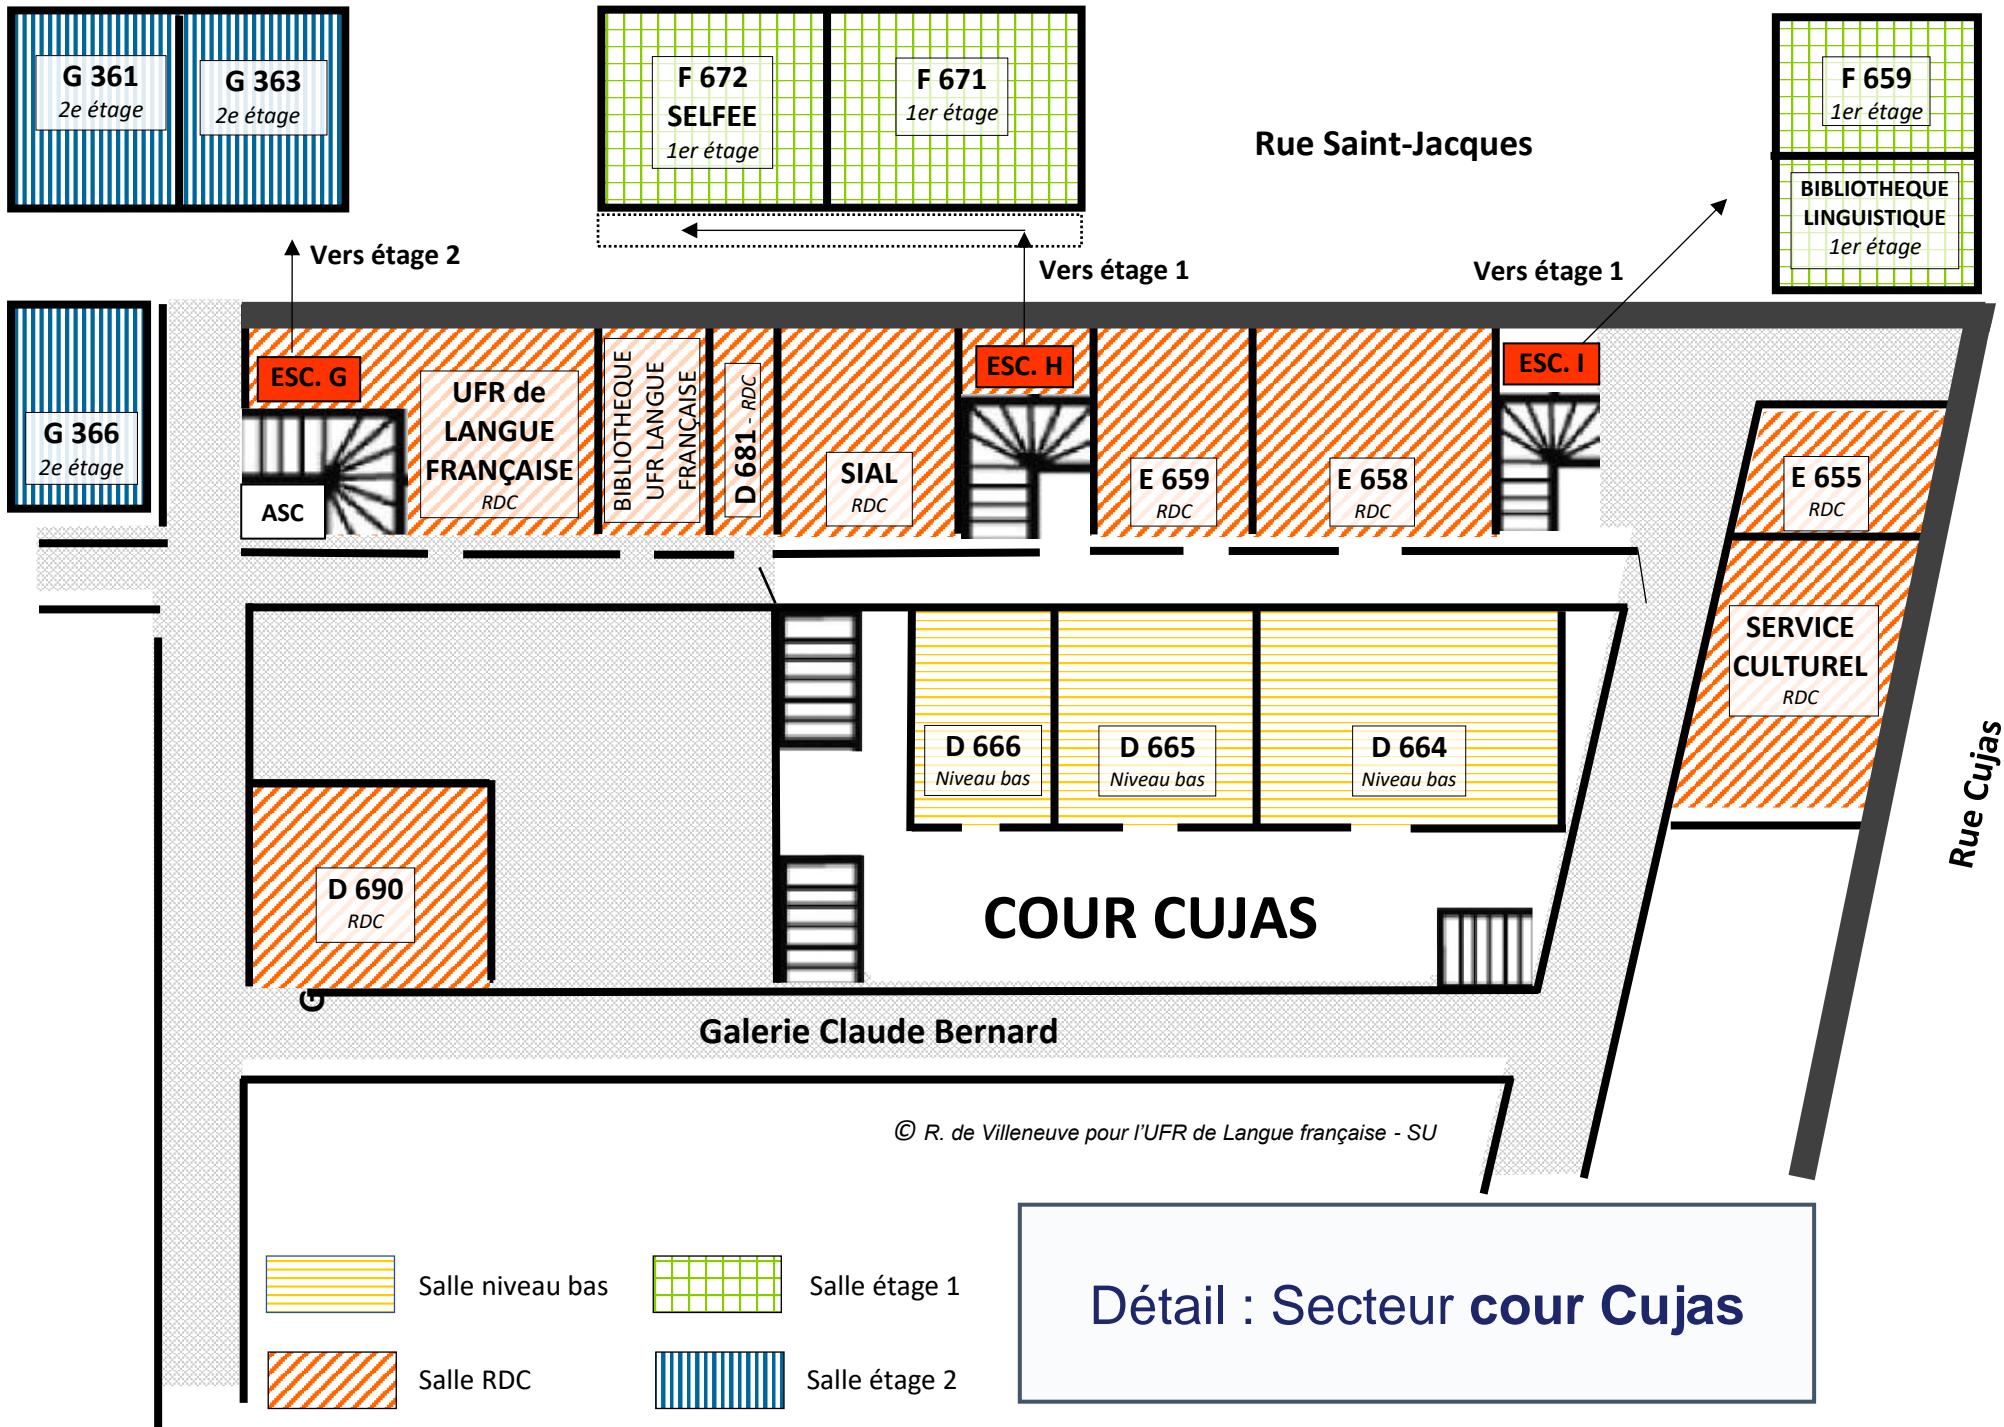 G 361
2e étage
G 363
2e étage
F 672
SELFEE
1er étage
F 671
1er étage
Rue Saint-Jacques
F 659
1er étage
BIBLIOTHEQUE
LINGUISTIQUE
1er étage
Vers étage 2
Vers étage 1
Vers étage 1
G 366
2e étage
ESC. G
ASC
UFR de
LANGUE
FRANÇAISE
RDC
BIBLIOTHEQUE
UFR LANGUE
FRANÇAISE
D 681 - RDC
SIAL
RDC
ESC. H
E 659
RDC
E 658
RDC
ESC. I
E 655
RDC
SERVICE
CULTUREL
RDC
D 666
Niveau bas
D 665
Niveau bas
D 664
Niveau bas
Rue Cujas
D 690
RDC
COUR CUJAS
G
Galerie Claude Bernard
© R. de Villeneuve pour l'UFR de Langue française - SU
Salle niveau bas
Salle étage 1
Salle RDC
Salle étage 2
Détail : Secteur cour Cujas